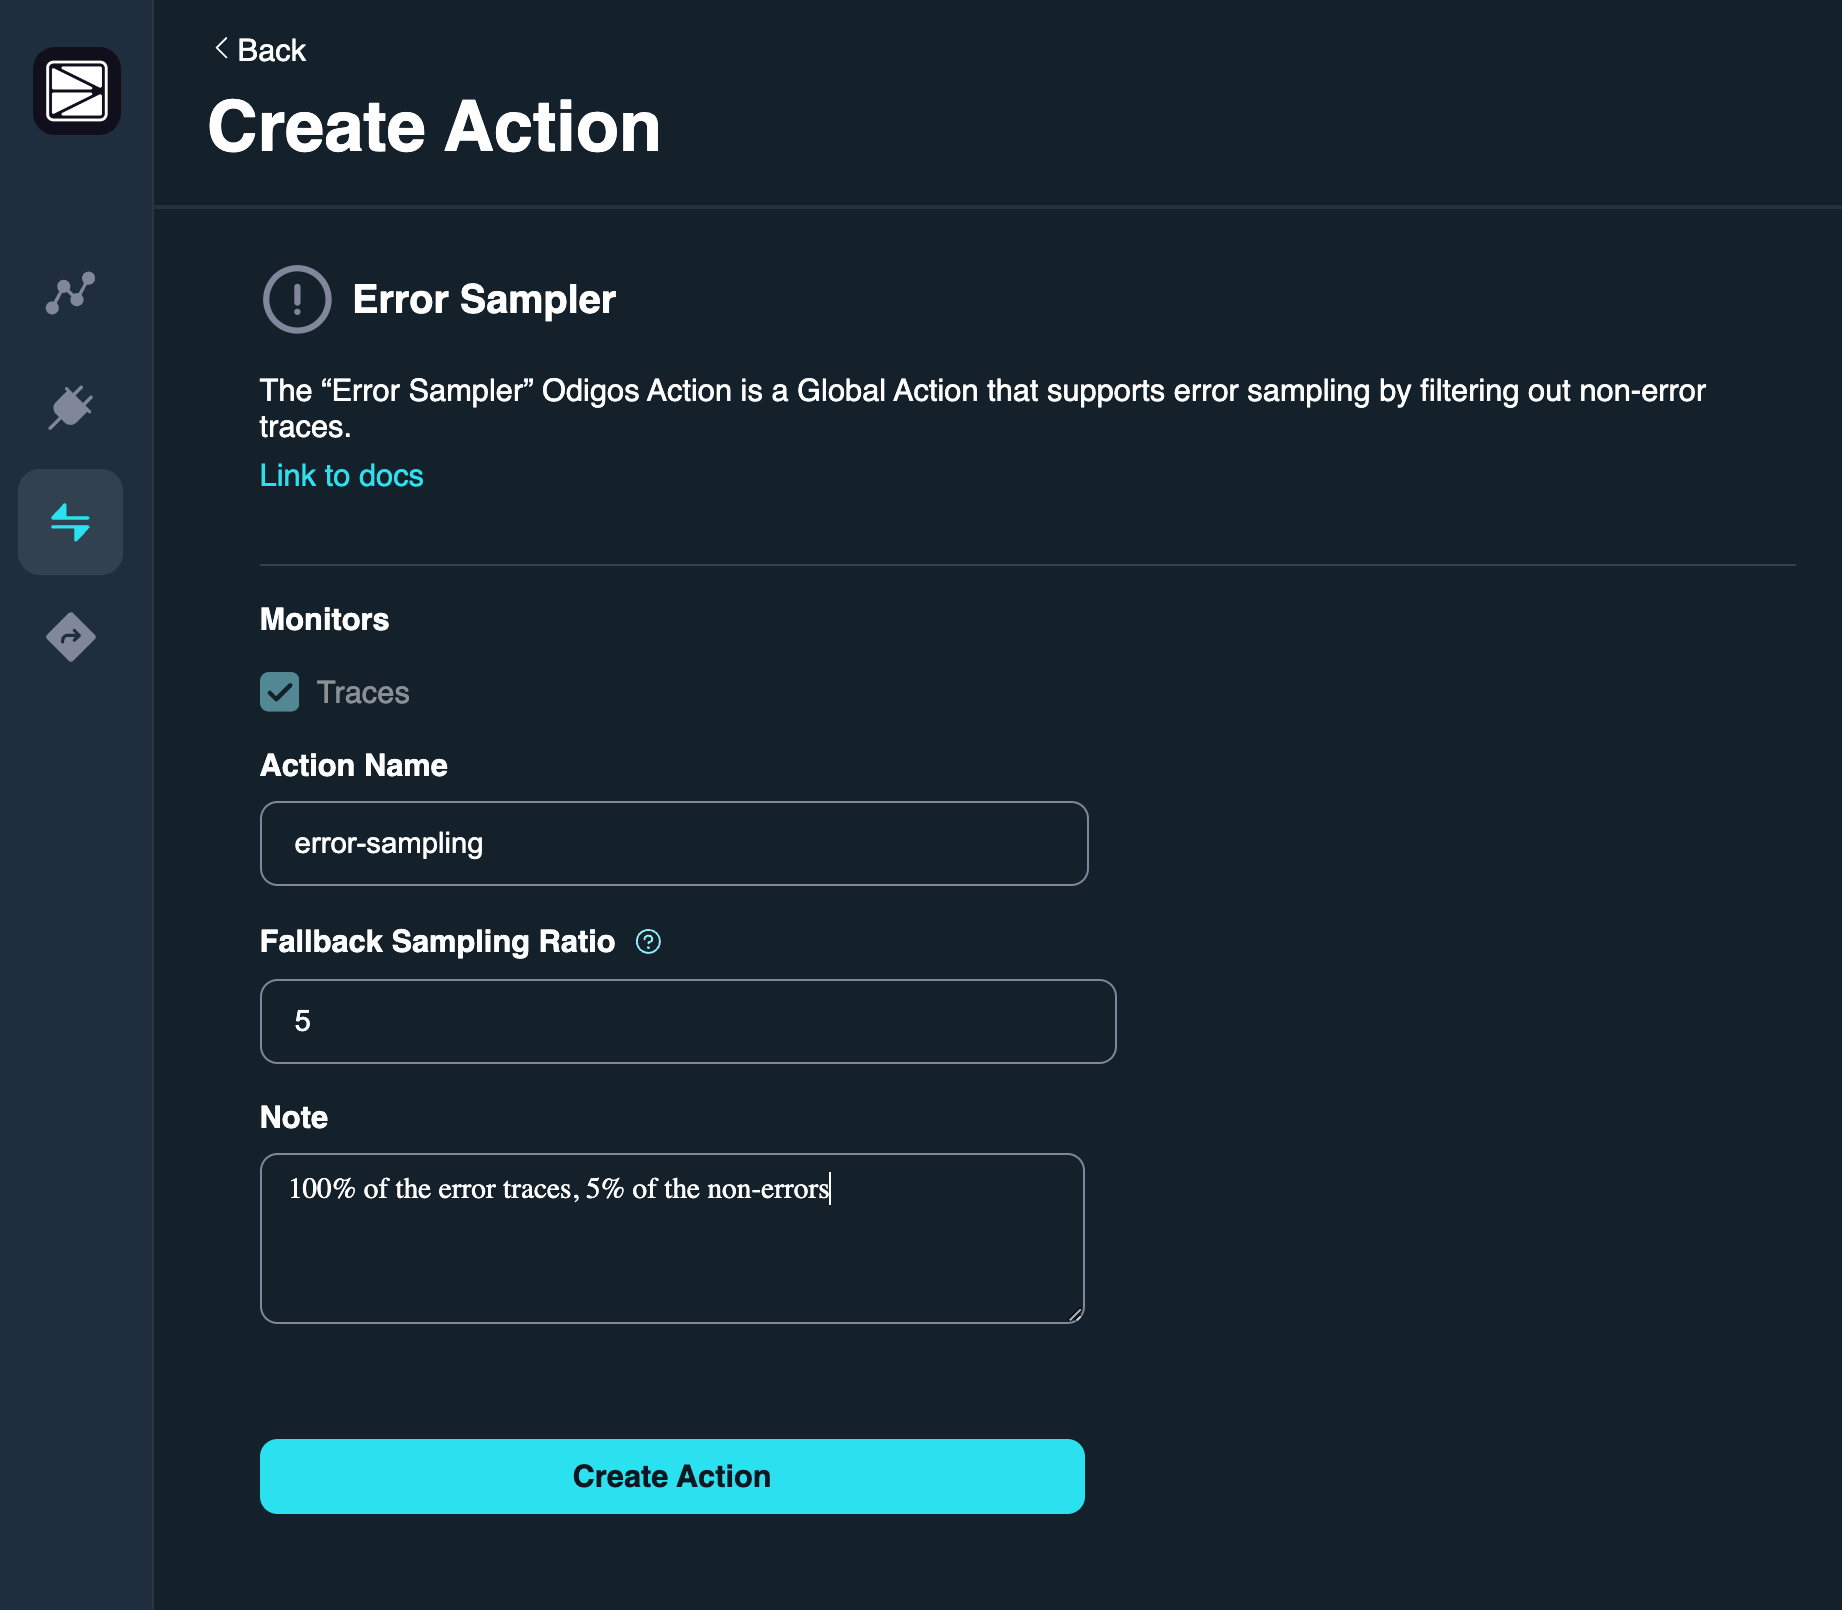 Back
Create Action
Error Sampler
The “Error Sampler” Odigos Action is a Global Action that supports error sampling by filtering out non-error
traces.
Link to docs
Monitors
Traces
Action Name
error-sampling
Fallback Sampling Ratio
5
Note
100% of the error traces, 5% of the non-errors
Create Action